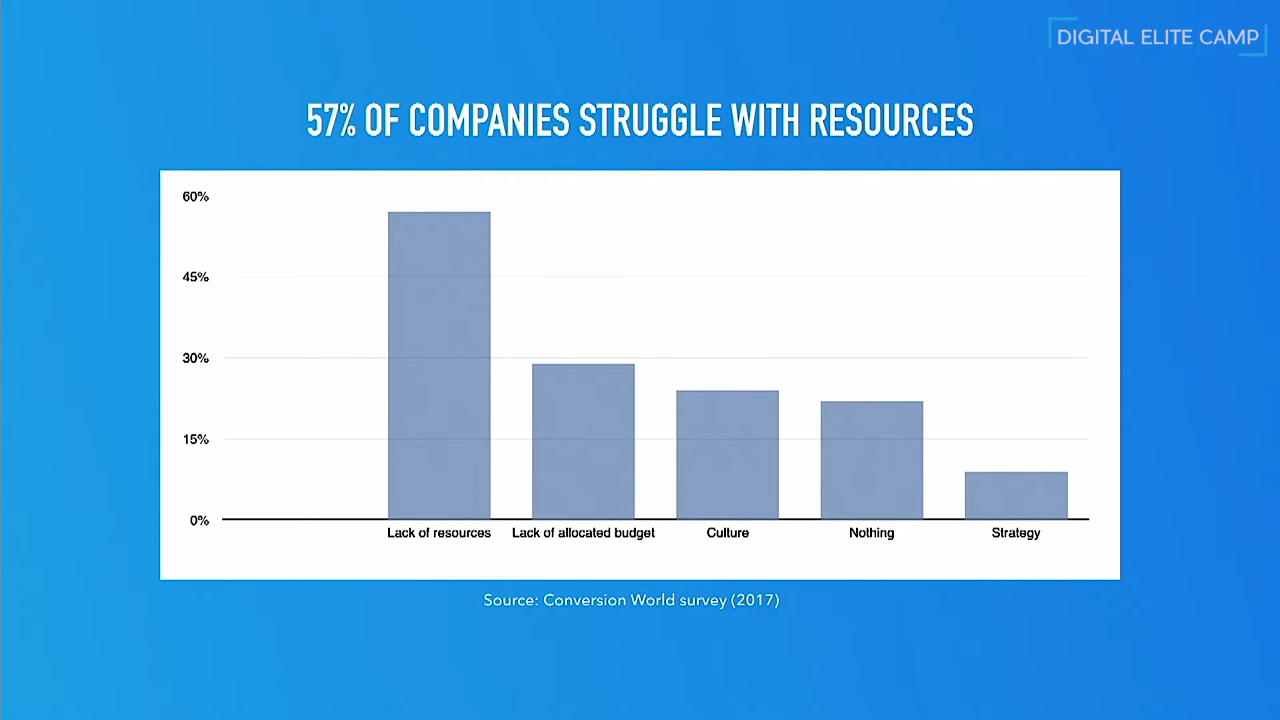 DIGITAL ELITE CAMP
57% OF COMPANIES STRUGGLE WITH RESOURCES
60%
45%
30%
15%
0%
Lack of resources
Lack of allocated budget
Culture
Nothing
Strategy
Source: Conversion World survey (2017)